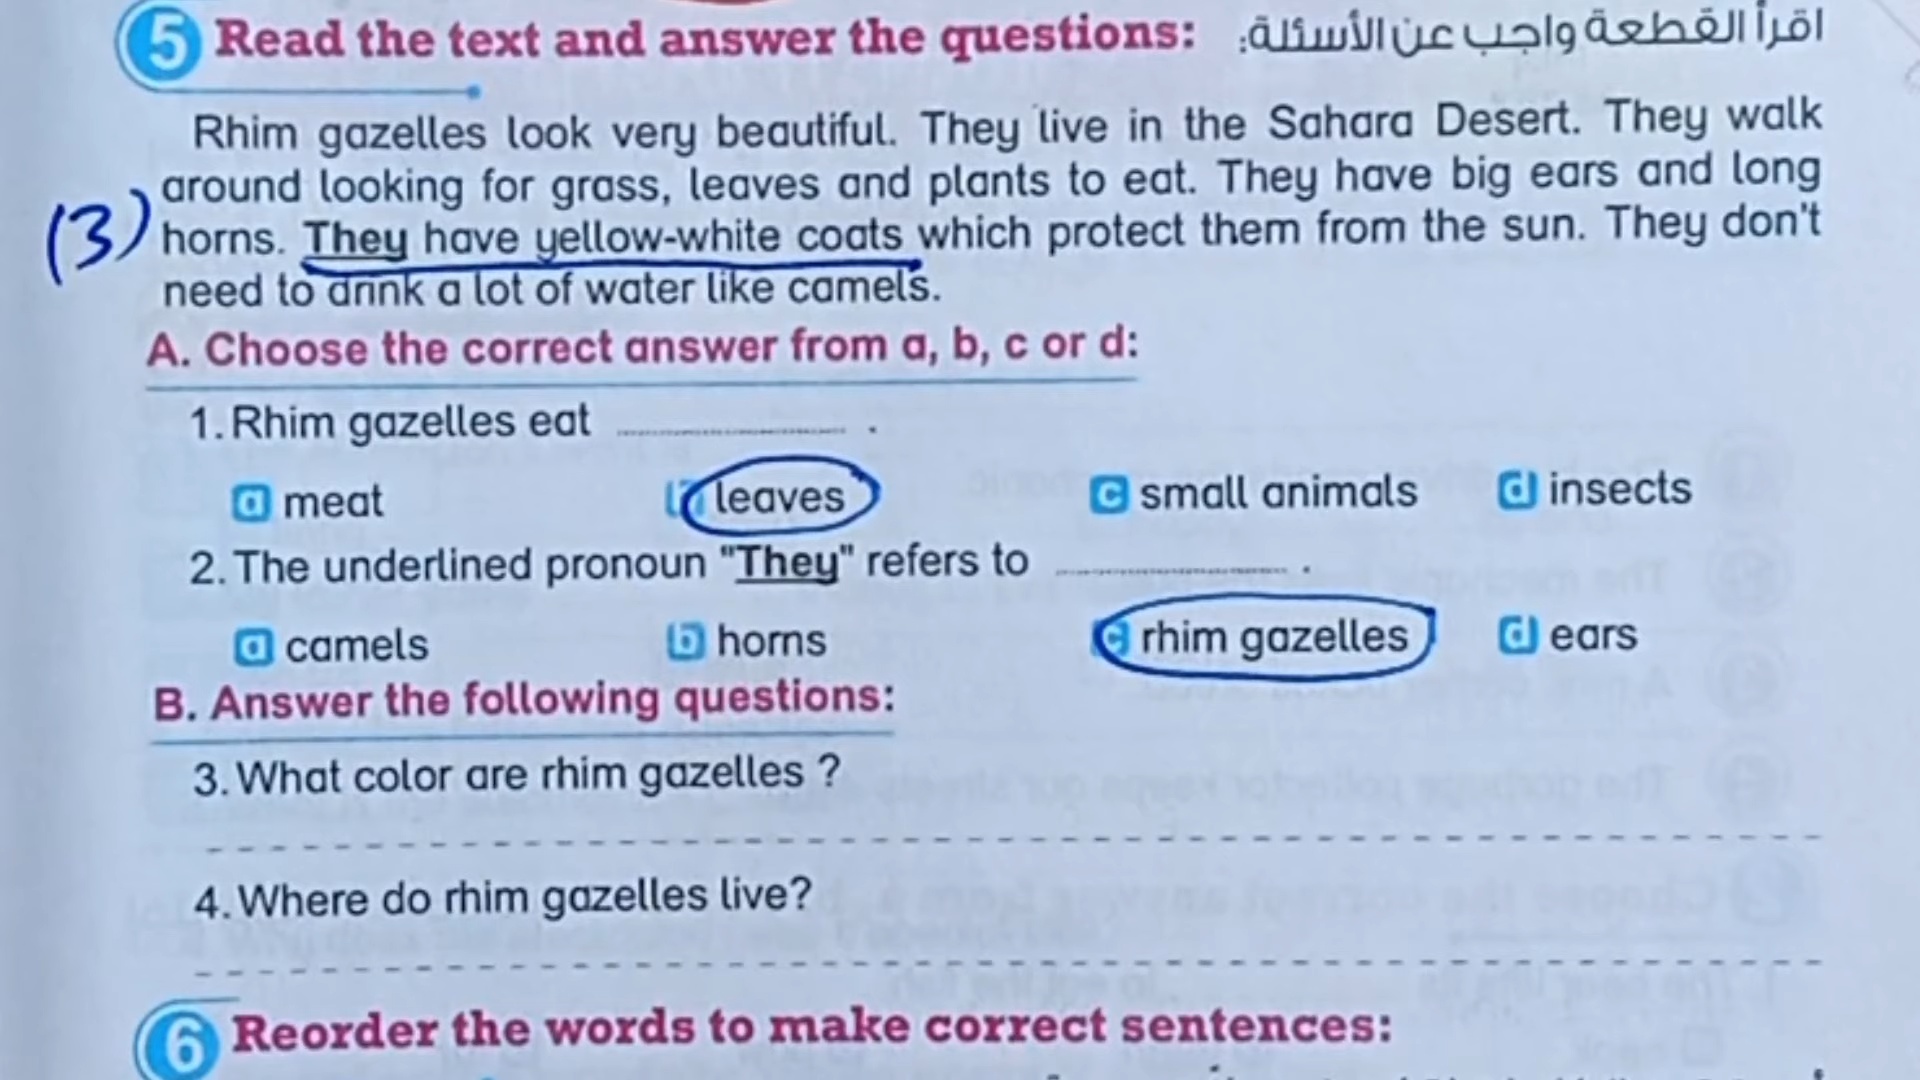 5 Read the text and answer the questions: اقرأ القطعة واجب عن الأسئلة:
Rhim gazelles look very beautiful. They live in the Sahara Desert. They walk
around looking for grass, leaves and plants to eat. They have big ears and long
(3) horns. They have yellow-white coats which protect them from the sun. They don't
need to drink a lot of water like camels.
A. Choose the correct answer from a, b, c or d:
1. Rhim gazelles eat .................... .
a meat b leaves c small animals d insects
2. The underlined pronoun "They" refers to .................... .
a camels b horns c rhim gazelles d ears
B. Answer the following questions:
3. What color are rhim gazelles ?
4. Where do rhim gazelles live?
6 Reorder the words to make correct sentences: